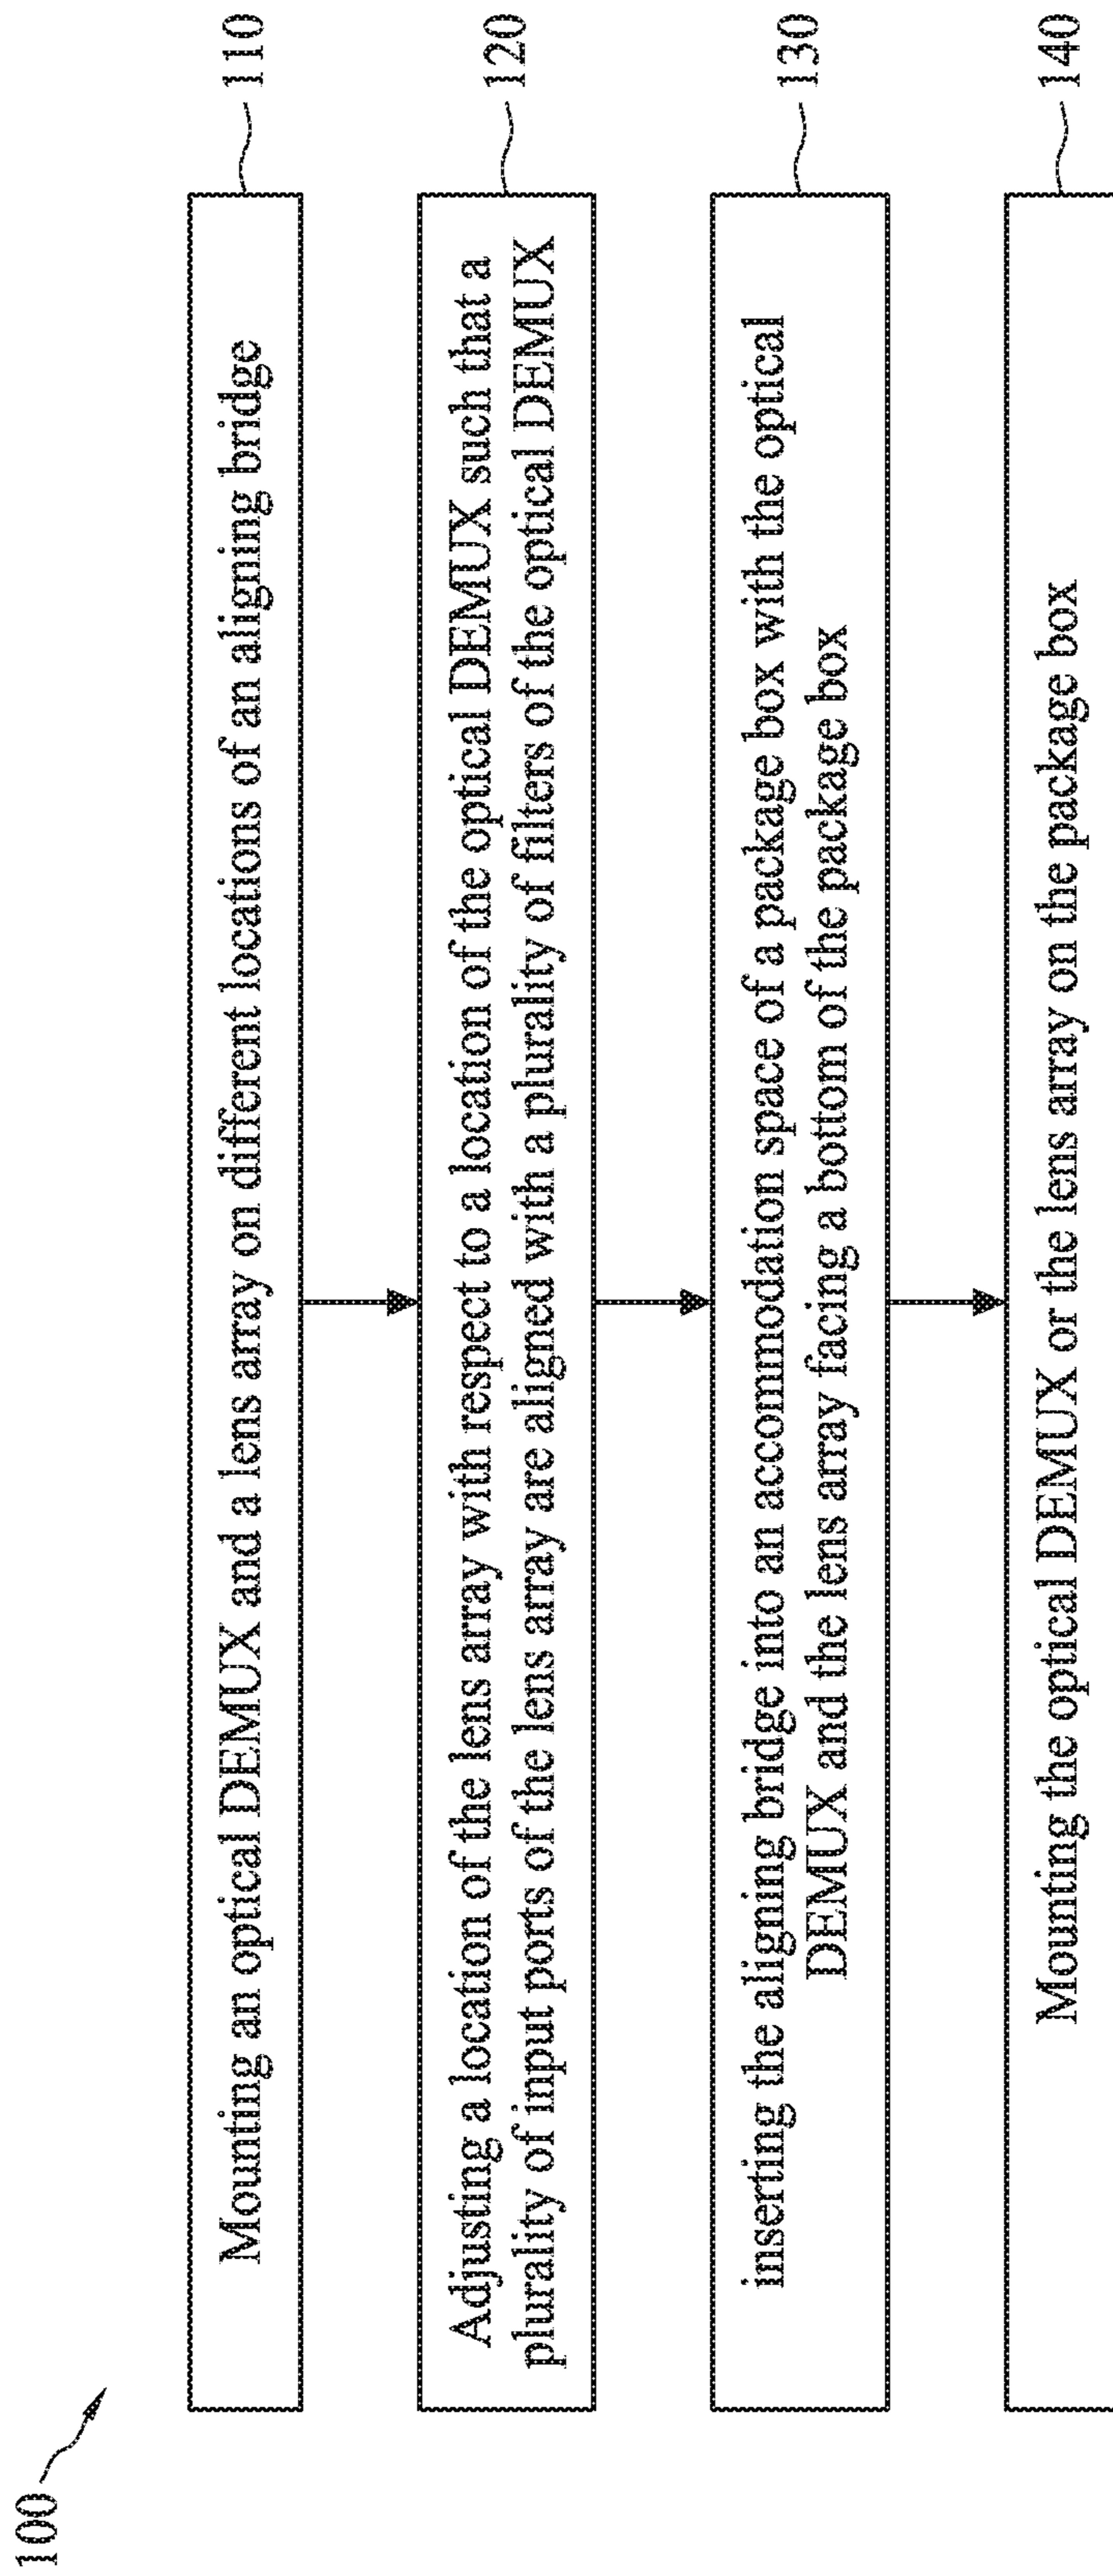 100
Mounting an optical DEMUX and a lens array on different locations of an aligning bridge
110
Adjusting a location of the lens array with respect to a location of the optical DEMUX such that a
plurality of input ports of the lens array are aligned with a plurality of filters of the optical DEMUX
120
inserting the aligning bridge into an accommodation space of a package box with the optical
DEMUX and the lens array facing a bottom of the package box
130
Mounting the optical DEMUX or the lens array on the package box
140